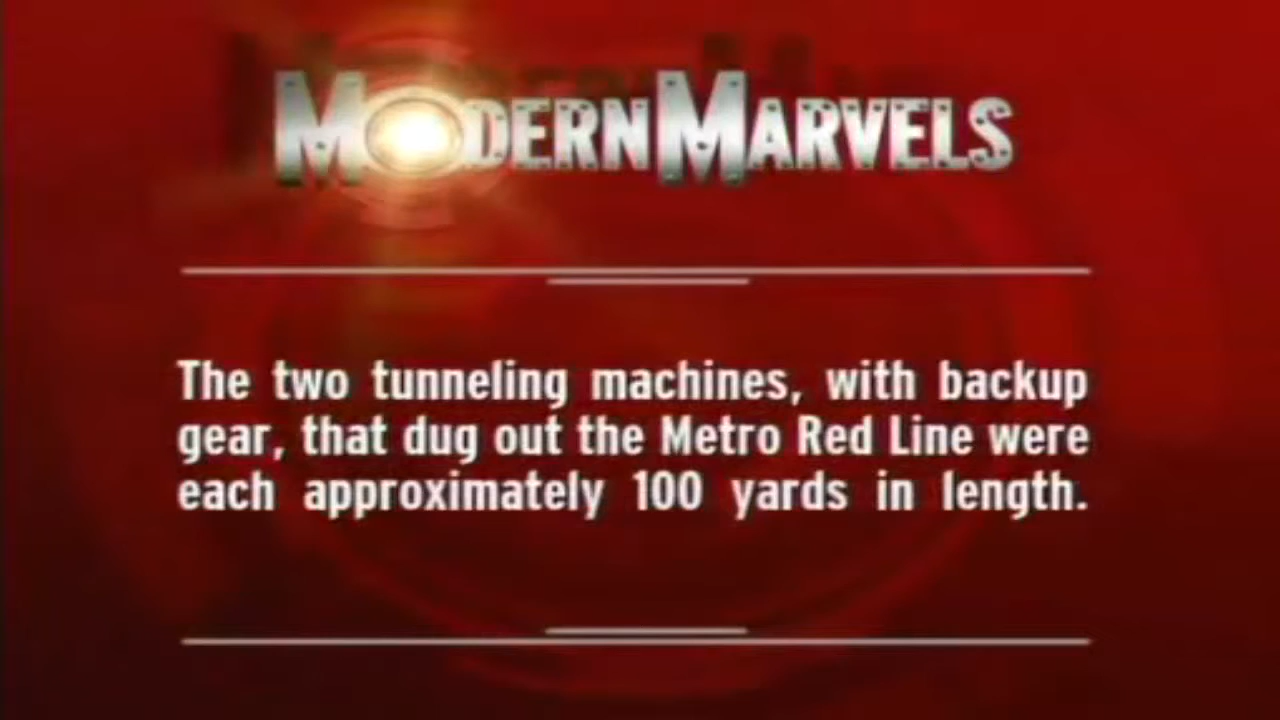 MODERN MARVELS
The two tunneling machines, with backup
gear, that dug out the Metro Red Line were
each approximately 100 yards in length.